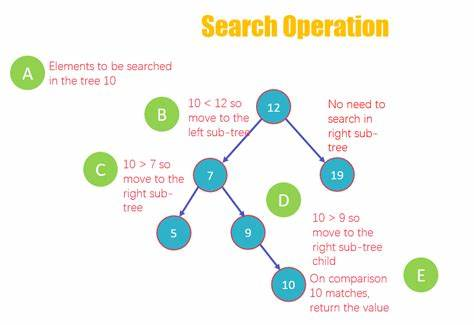 Search Operation
A
Elements to be searched
in the tree 10
B
10 < 12 so
move to the
left sub-tree
12
No need to
search in
right sub-
tree
C
10 > 7 so
move to the
right sub-
tree
7
19
D
5
9
10 > 9 so
move to the
right sub-tree
child
10
On comparison
10 matches,
return the value
E